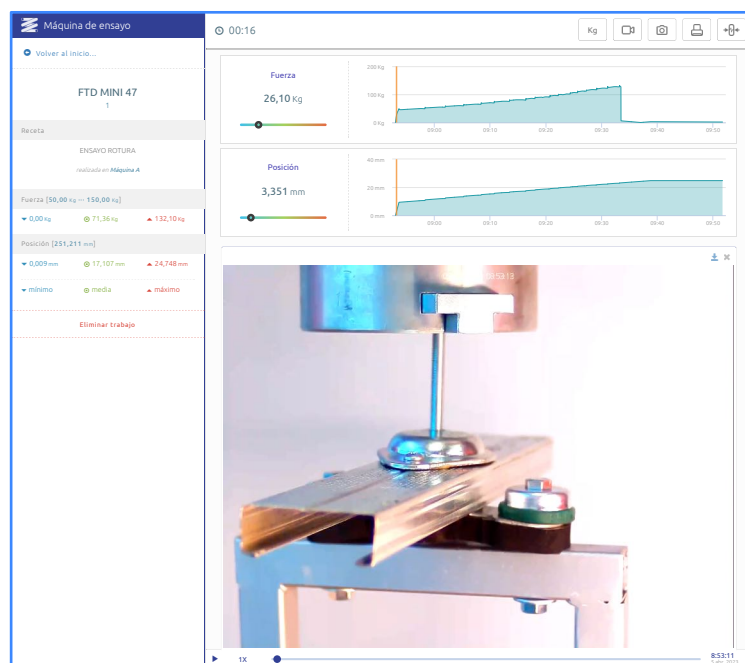 Máquina de ensayo
00:16
Kg
Volver al inicio...
FTD MINI 47
1
Receta
ENSAYO ROTURA
realizada en Máquina A
Fuerza [50,00 Kg — 150,00 Kg]
0,00 Kg
71,36 Kg
132,10 Kg
Posición [251,211 mm]
0,009 mm
17,107 mm
24,748 mm
mínimo
media
máximo
Eliminar trabajo
Fuerza
26,10 Kg
200 Kg
100 Kg
0 Kg
09:00
09:10
09:20
09:30
09:40
09:50
Posición
3,351 mm
40 mm
20 mm
0 mm
09:00
09:10
09:20
09:30
09:40
09:50
09:53:13
1X
8:53:11